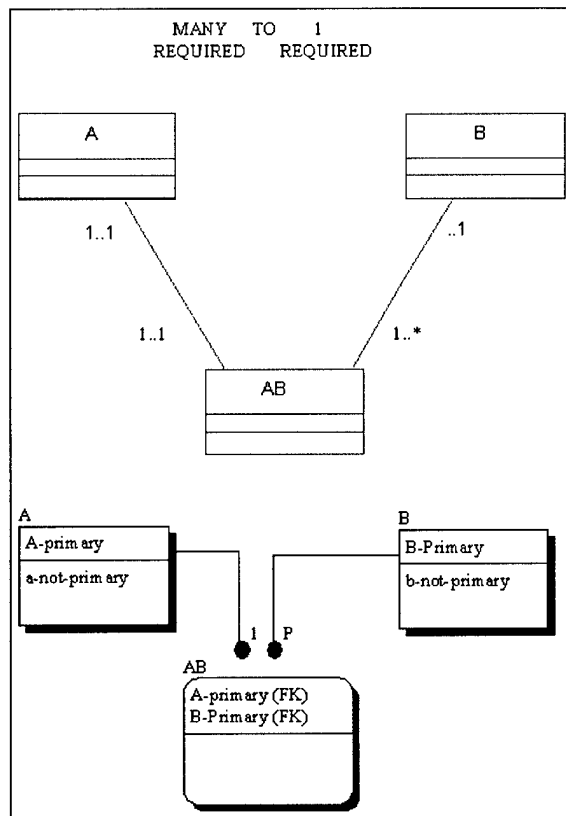 MANY TO 1
REQUIRED REQUIRED
A
B
1..1
..1
1..1
1..*
AB
A
A-primary
a-not-primary
B
B-Primary
b-not-primary
1
P
AB
A-primary (FK)
B-Primary (FK)